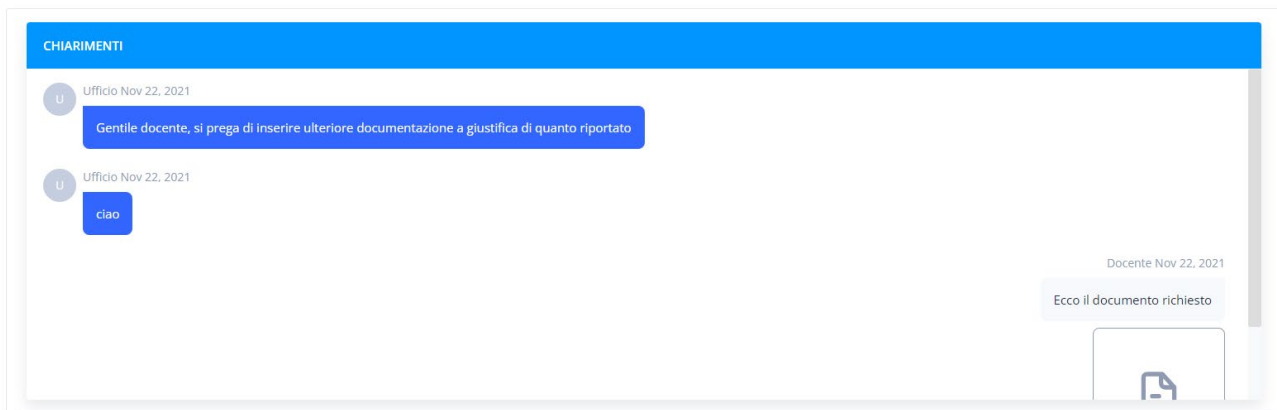 CHIARIMENTI
U
Ufficio Nov 22, 2021
Gentile docente, si prega di inserire ulteriore documentazione a giustifica di quanto riportato
U
Ufficio Nov 22, 2021
ciao
Docente Nov 22, 2021
Ecco il documento richiesto